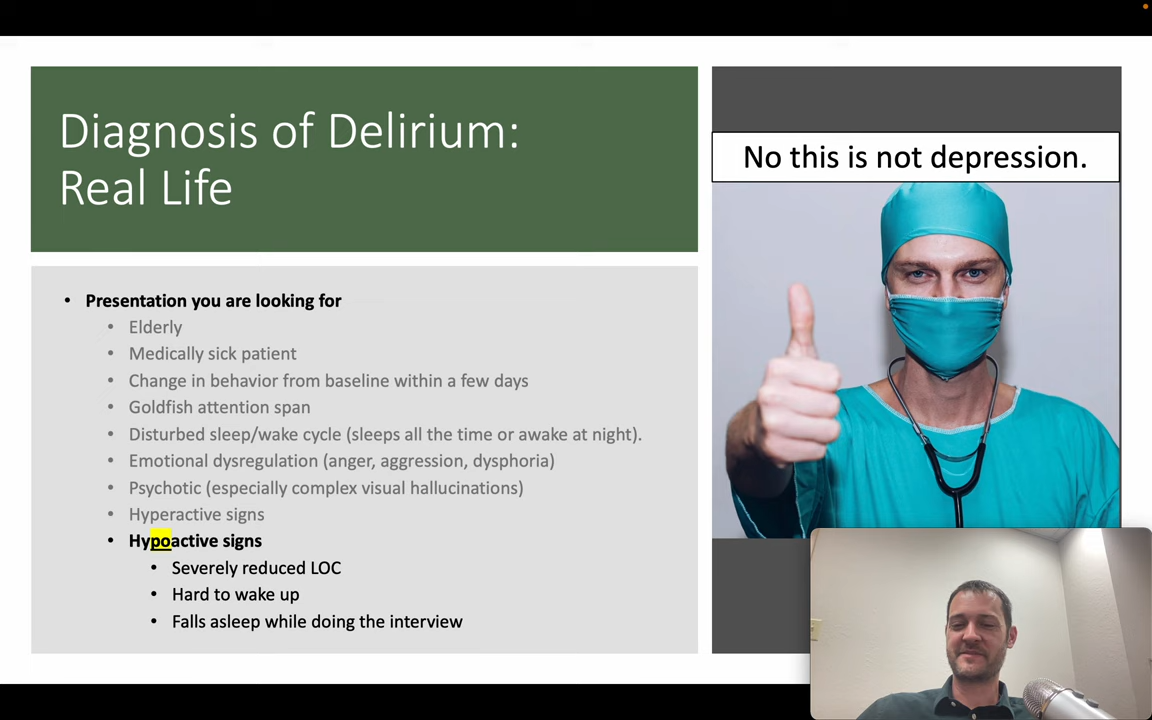 Diagnosis of Delirium:
Real Life
No this is not depression.
• Presentation you are looking for
• Elderly
• Medically sick patient
• Change in behavior from baseline within a few days
• Goldfish attention span
• Disturbed sleep/wake cycle (sleeps all the time or awake at night).
• Emotional dysregulation (anger, aggression, dysphoria)
• Psychotic (especially complex visual hallucinations)
• Hyperactive signs
• Hypoactive signs
• Severely reduced LOC
• Hard to wake up
• Falls asleep while doing the interview